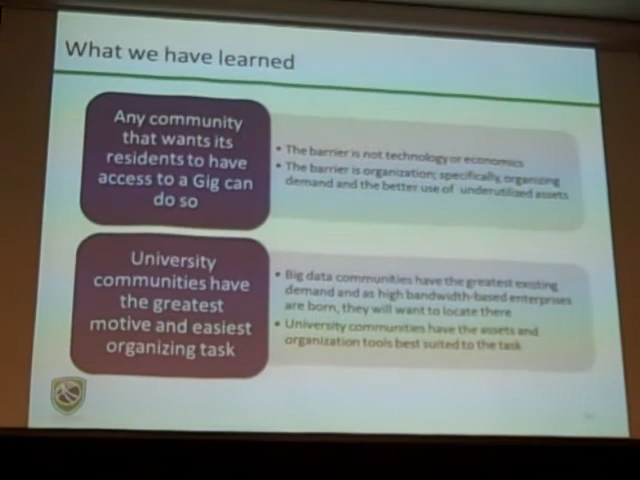 What we have learned
Any community
that wants its
residents to have
access to a Gig can
do so
• The barrier is not technology or economics
• The barrier is organization; specifically, organizing
demand and the better use of underutilized assets
University
communities have
the greatest
motive and easiest
organizing task
• Big data communities have the greatest existing
demand and as high bandwidth-based enterprises
are born, they will want to locate there
• University communities have the assets and
organization tools best suited to the task